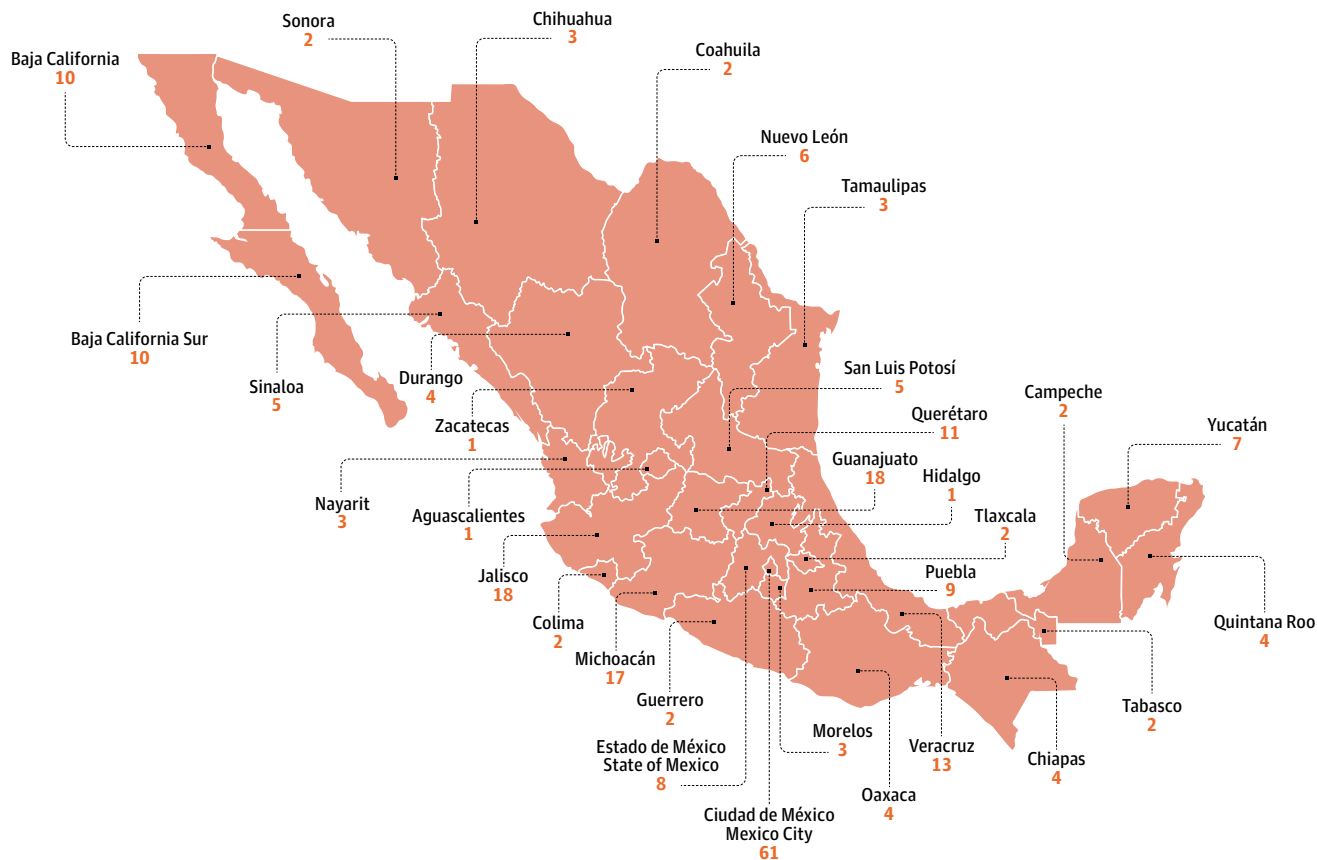 Sonora
2
Chihuahua
3
Baja California
10
Coahuila
2
Nuevo León
6
Tamaulipas
3
Baja California Sur
10
Sinaloa
5
Durango
4
San Luis Potosí
5
Campeche
2
Zacatecas
1
Querétaro
11
Yucatán
7
Guanajuato
18
Hidalgo
1
Nayarit
3
Aguascalientes
1
Tlaxcala
2
Jalisco
18
Puebla
9
Colima
2
Quintana Roo
4
Michoacán
17
Guerrero
2
Tabasco
2
Morelos
3
Estado de México
State of Mexico
8
Veracruz
13
Chiapas
4
Oaxaca
4
Ciudad de México
Mexico City
61